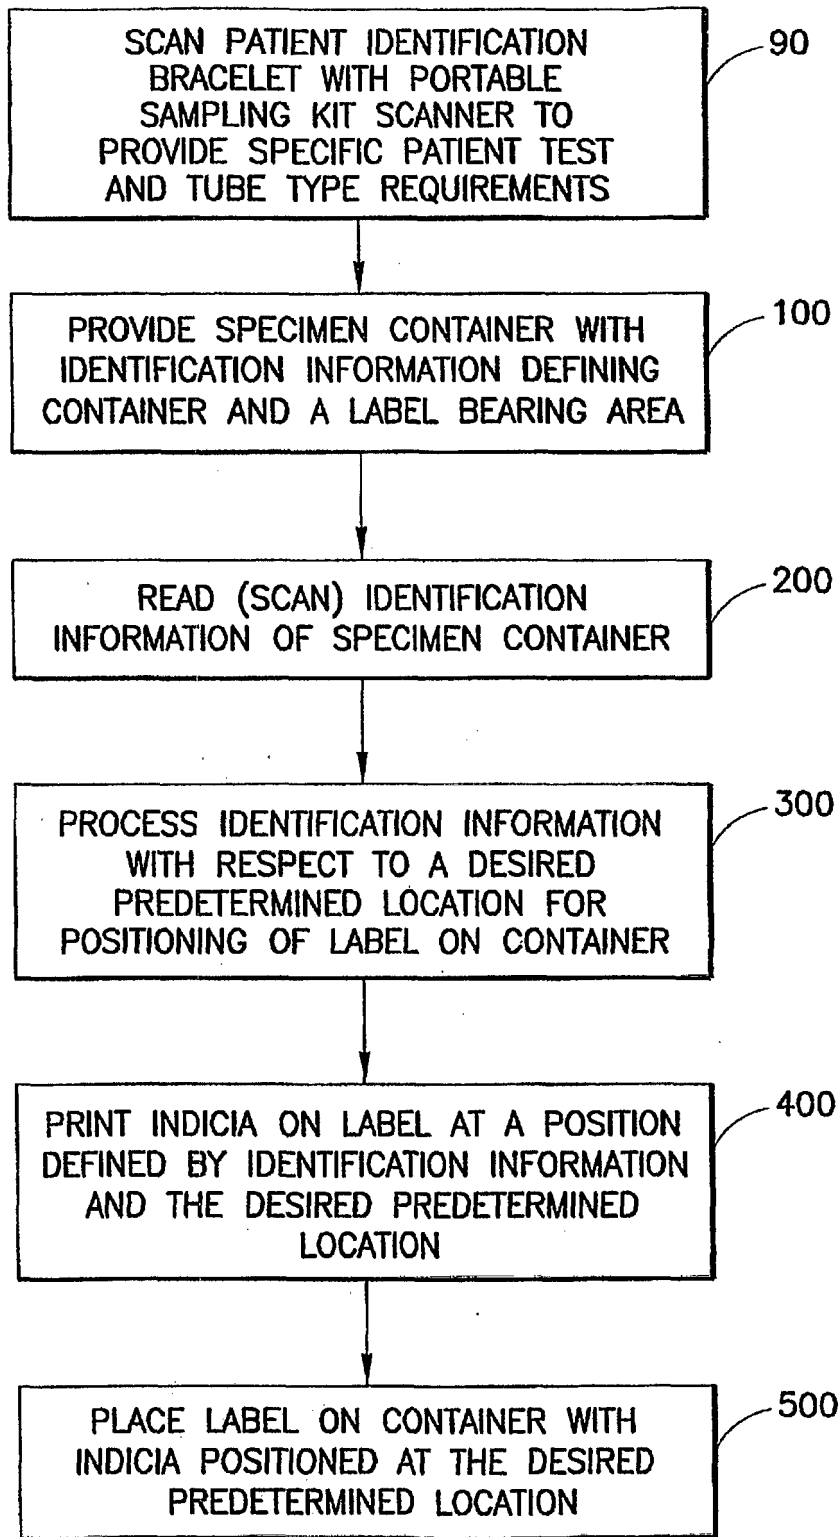 SCAN PATIENT IDENTIFICATION
BRACELET WITH PORTABLE
SAMPLING KIT SCANNER TO
PROVIDE SPECIFIC PATIENT TEST
AND TUBE TYPE REQUIREMENTS
90
PROVIDE SPECIMEN CONTAINER WITH
IDENTIFICATION INFORMATION DEFINING
CONTAINER AND A LABEL BEARING AREA
100
READ (SCAN) IDENTIFICATION
INFORMATION OF SPECIMEN CONTAINER
200
PROCESS IDENTIFICATION INFORMATION
WITH RESPECT TO A DESIRED
PREDETERMINED LOCATION FOR
POSITIONING OF LABEL ON CONTAINER
300
PRINT INDICIA ON LABEL AT A POSITION
DEFINED BY IDENTIFICATION INFORMATION
AND THE DESIRED PREDETERMINED
LOCATION
400
PLACE LABEL ON CONTAINER WITH
INDICIA POSITIONED AT THE DESIRED
PREDETERMINED LOCATION
500